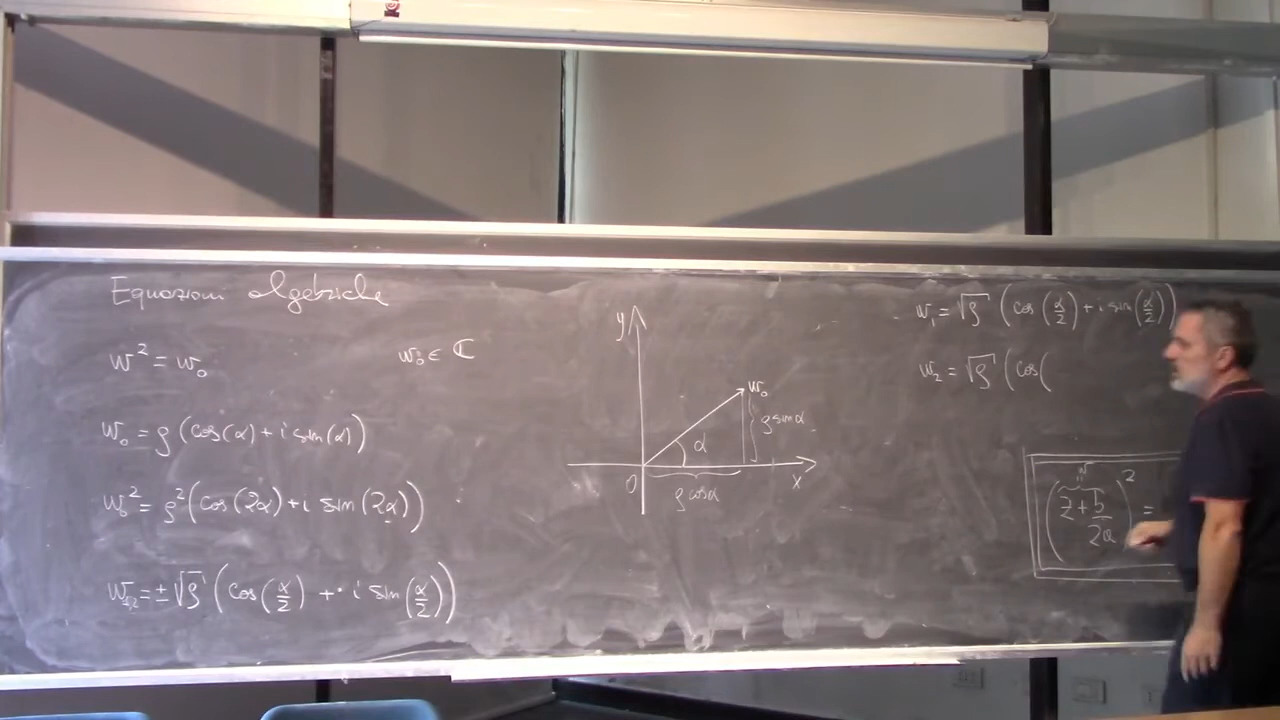 Equazioni algebriche
w² = w₀ w₀ ∈ ℂ
w₀ = ρ (cos(α) + i sin(α))
w₀² = ρ² (cos(2α) + i sin(2α))
w₁,₂ = ± √ρ (cos(α/2) + i sin(α/2))
y
w₀
ρ sin α
α
O
x
ρ cos α
w₁ = √ρ (cos(α/2) + i sin(α/2))
w₂ = √ρ (cos(
w
(z + b/2a)² =